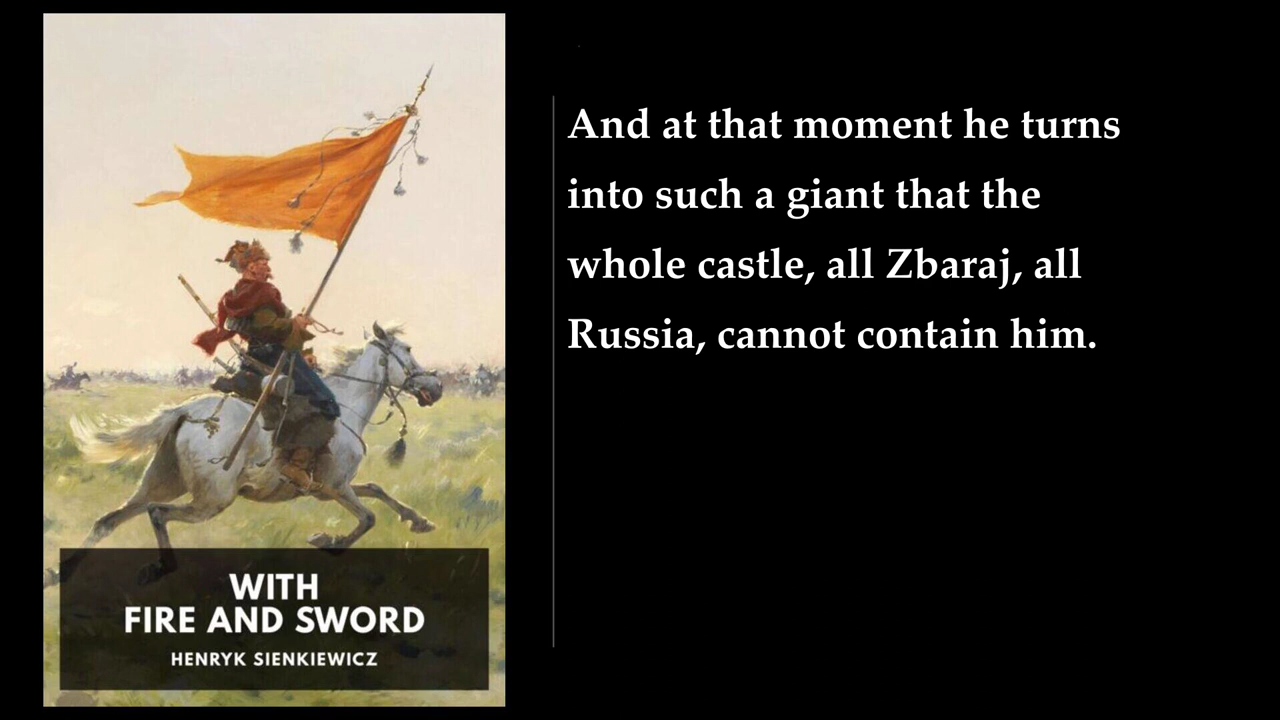 And at that moment he turns
into such a giant that the
whole castle, all Zbaraj, all
Russia, cannot contain him.
WITH
FIRE AND SWORD
HENRYK SIENKIEWICZ